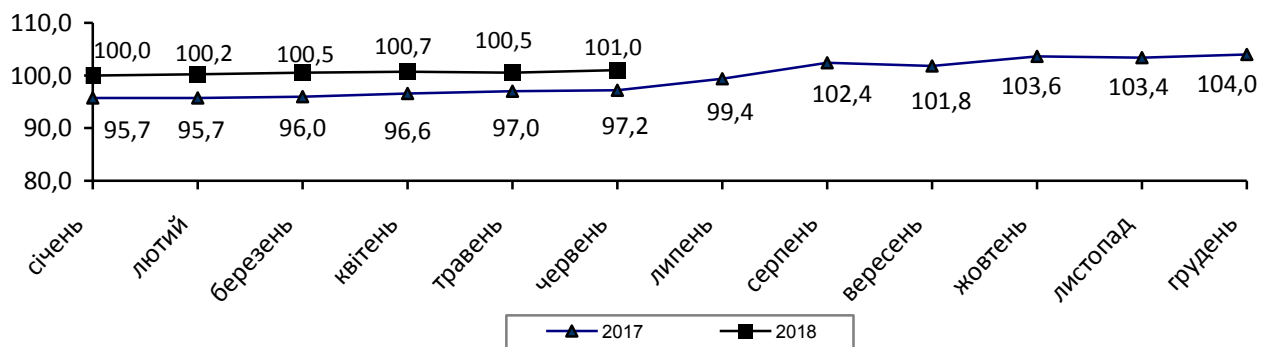 110,0
100,0
90,0
80,0
100,0 100,2 100,5 100,7 100,5 101,0
95,7 95,7 96,0 96,6 97,0 97,2 99,4 102,4 101,8 103,6 103,4 104,0
січень лютий березень квітень травень червень липень серпень вересень жовтень листопад грудень
2017 2018